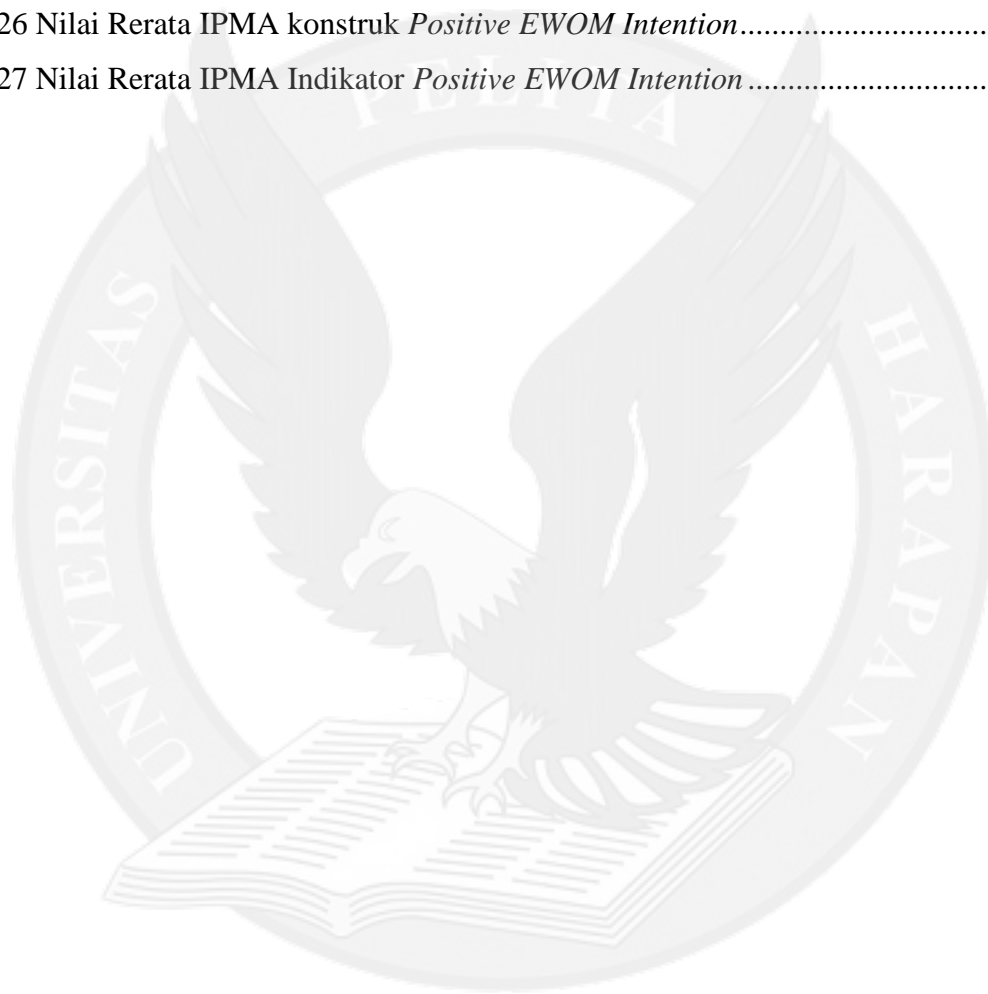 26 Nilai Rerata IPMA konstruk Positive EWOM Intention..............................
27 Nilai Rerata IPMA Indikator Positive EWOM Intention.............................
UNIVERSITAS PELITA HARAPAN